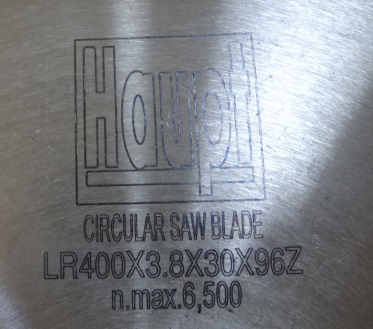 Haupt
CIRCULAR SAW BLADE
LR400X3.8X30X96Z
n.max.6,500